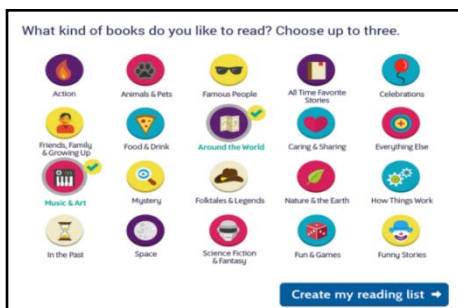 What kind of books do you like to read? Choose up to three.
Action
Animals & Pets
Famous People
All Time Favorite
Stories
Celebrations
Friends, Family
& Growing Up
Food & Drink
Around the World
Caring & Sharing
Everything Else
Music & Art
Mystery
Folktales & Legends
Nature & the Earth
How Things Work
In the Past
Space
Science Fiction
& Fantasy
Fun & Games
Funny Stories
Create my reading list →